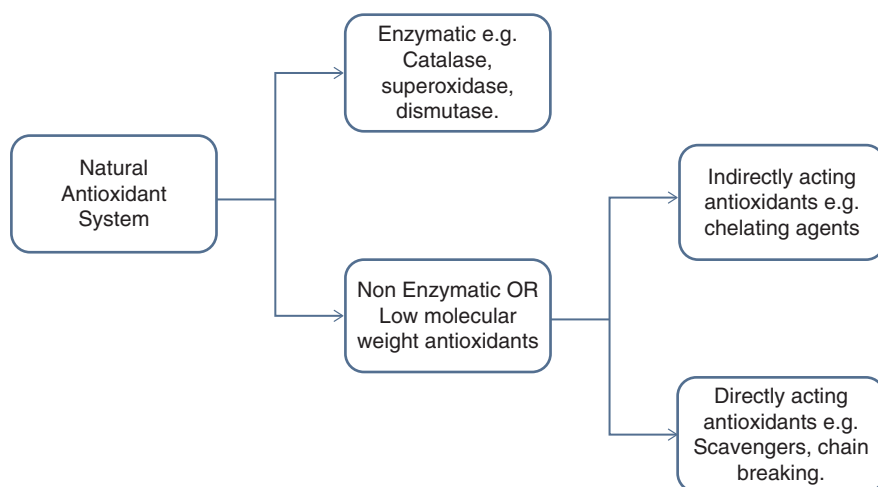 Natural
Antioxidant
System
Enzymatic e.g.
Catalase,
superoxidase,
dismutase.
Non Enzymatic OR
Low molecular
weight antioxidants
Indirectly acting
antioxidants e.g.
chelating agents
Directly acting
antioxidants e.g.
Scavengers, chain
breaking.